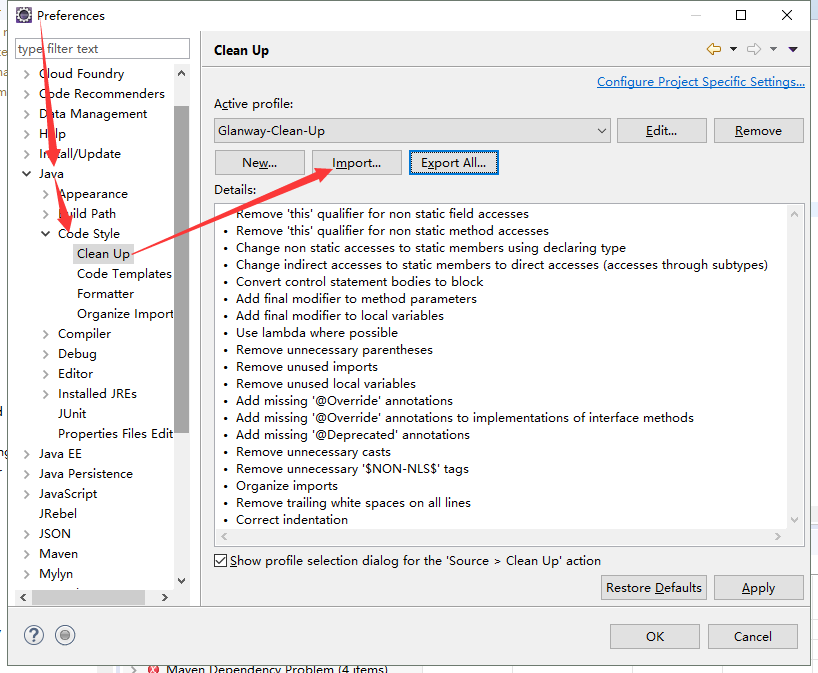 Preferences
type filter text
Cloud Foundry
Code Recommenders
Data Management
Help
Install/Update
Java
Appearance
Build Path
Code Style
Clean Up
Code Templates
Formatter
Organize Import
Compiler
Debug
Editor
Installed JREs
JUnit
Properties Files Edit
Java EE
Java Persistence
JavaScript
JRebel
JSON
Maven
Mylyn
Clean Up
Configure Project Specific Settings...
Active profile:
Glanway-Clean-Up
Edit...
Remove
New...
Import...
Export All...
Details:
• Remove 'this' qualifier for non static field accesses
• Remove 'this' qualifier for non static method accesses
• Change non static accesses to static members using declaring type
• Change indirect accesses to static members to direct accesses (accesses through subtypes)
• Convert control statement bodies to block
• Add final modifier to method parameters
• Add final modifier to local variables
• Use lambda where possible
• Remove unnecessary parentheses
• Remove unused imports
• Remove unused local variables
• Add missing '@Override' annotations
• Add missing '@Override' annotations to implementations of interface methods
• Add missing '@Deprecated' annotations
• Remove unnecessary casts
• Remove unnecessary '$NON-NLS$' tags
• Organize imports
• Remove trailing white spaces on all lines
• Correct indentation
Show profile selection dialog for the 'Source > Clean Up' action
Restore Defaults
Apply
OK
Cancel
Maven Dependency Problem (4 items)